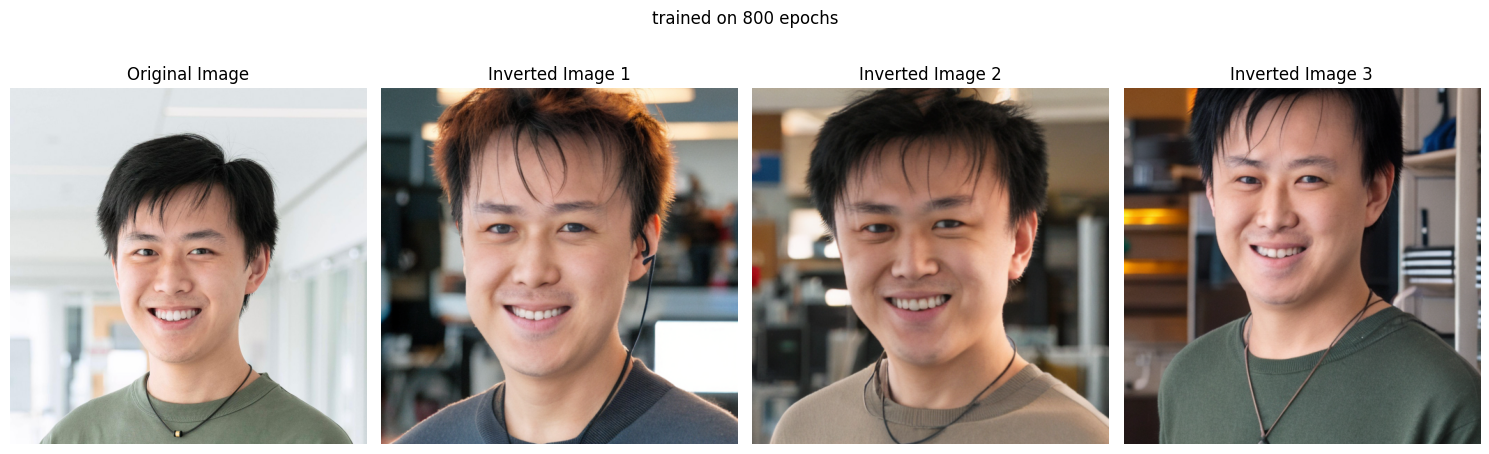 trained on 800 epochs
Original Image
Inverted Image 1
Inverted Image 2
Inverted Image 3